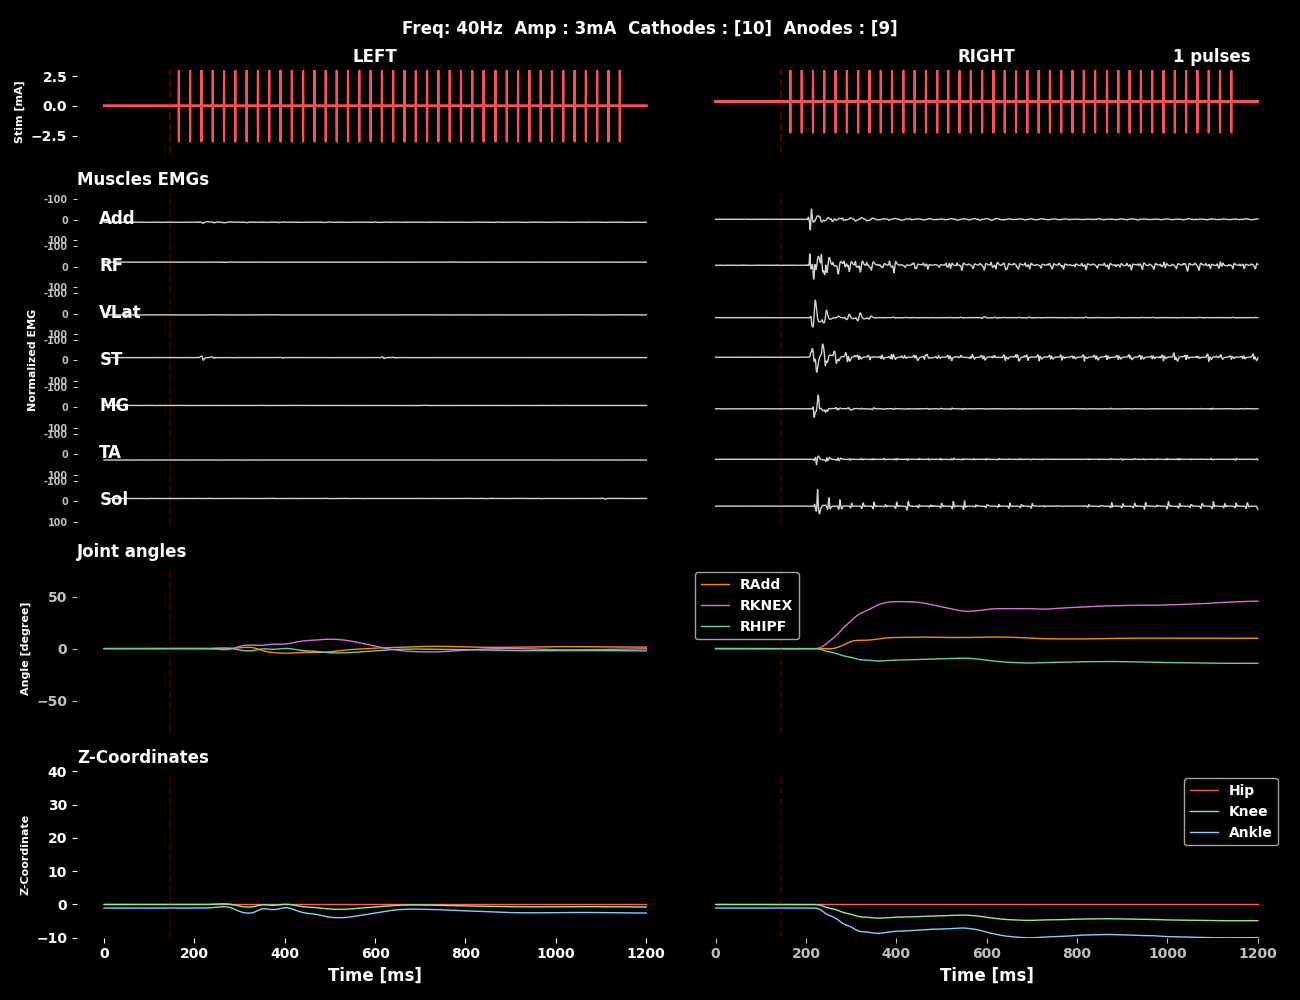 Freq: 40Hz  Amp : 3mA  Cathodes : [10]  Anodes : [9]
LEFT
RIGHT
1 pulses
Stim [mA]
2.5
0.0
−2.5
Muscles EMGs
Normalized EMG
-100
Add
0
100
-100
RF
0
100
-100
VLat
0
100
-100
ST
0
100
-100
MG
0
100
-100
TA
0
100
-100
Sol
0
100
Joint angles
Angle [degree]
50
0
−50
RAdd
RKNEX
RHIPF
Z-Coordinates
Z-Coordinate
40
30
20
10
0
−10
Hip
Knee
Ankle
0 200 400 600 800 1000 1200
Time [ms]
0 200 400 600 800 1000 1200
Time [ms]